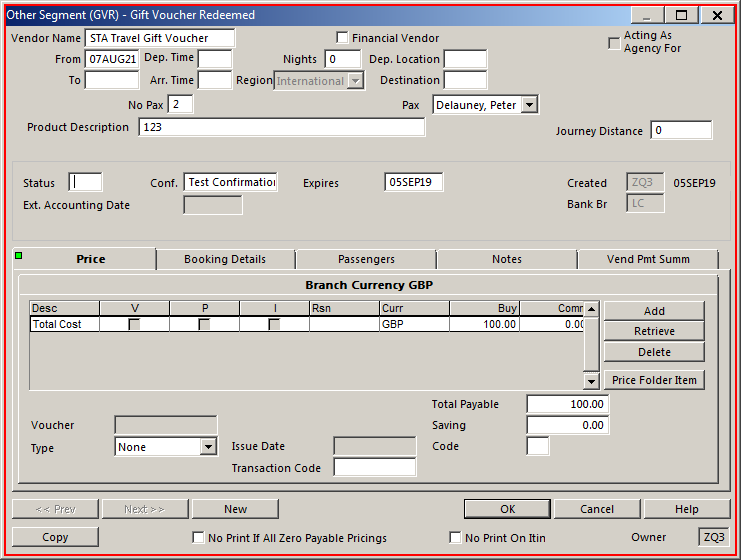 Other Segment (GVR) - Gift Voucher Redeemed
Vendor Name STA Travel Gift Voucher Financial Vendor Acting As Agency For
From 07AUG21 Dep. Time Nights 0 Dep. Location
To Arr. Time Region International Destination
No Pax 2 Pax Delauney, Peter
Product Description 123 Journey Distance 0
Status Conf. Test Confirmation Expires 05SEP19 Created ZQ3 05SEP19
Ext. Accounting Date Bank Br LC
Price Booking Details Passengers Notes Vend Pmt Summ
Branch Currency GBP
Desc V P I Rsn Curr Buy Comm Add
Total Cost GBP 100.00 0.00 Retrieve
Delete
Price Folder Item
Total Payable 100.00
Voucher Saving 0.00
Type None Issue Date Code
Transaction Code
<< Prev Next >> New OK Cancel Help
Copy No Print If All Zero Payable Pricings No Print On Itin Owner ZQ3